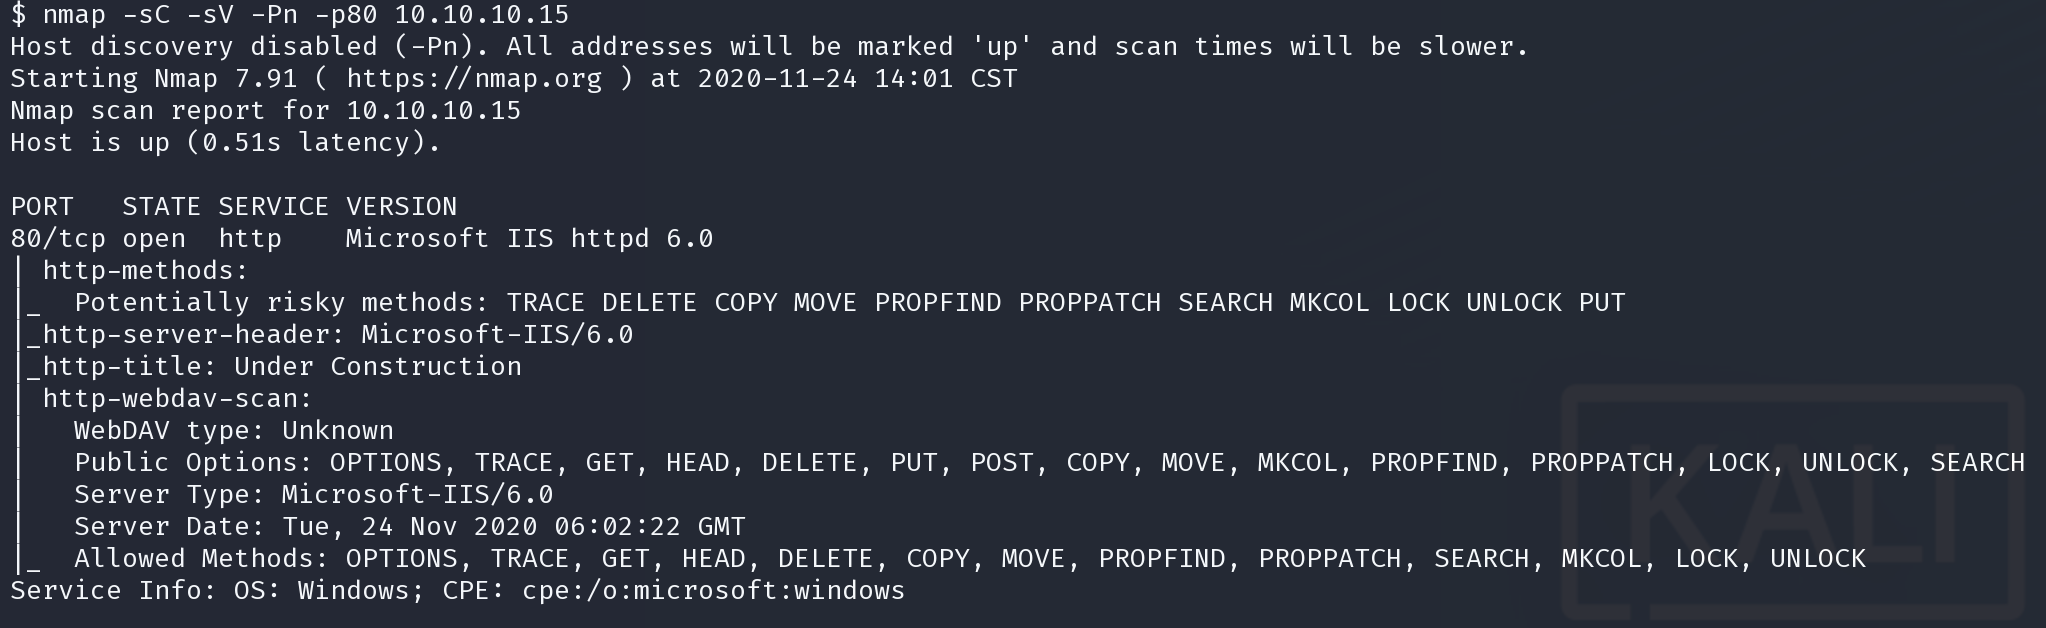 $ nmap -sC -sV -Pn -p80 10.10.10.15
Host discovery disabled (-Pn). All addresses will be marked 'up' and scan times will be slower.
Starting Nmap 7.91 ( https://nmap.org ) at 2020-11-24 14:01 CST
Nmap scan report for 10.10.10.15
Host is up (0.51s latency).

PORT   STATE SERVICE VERSION
80/tcp open  http    Microsoft IIS httpd 6.0
| http-methods:
|_  Potentially risky methods: TRACE DELETE COPY MOVE PROPFIND PROPPATCH SEARCH MKCOL LOCK UNLOCK PUT
|_http-server-header: Microsoft-IIS/6.0
|_http-title: Under Construction
| http-webdav-scan:
|   WebDAV type: Unknown
|   Public Options: OPTIONS, TRACE, GET, HEAD, DELETE, PUT, POST, COPY, MOVE, MKCOL, PROPFIND, PROPPATCH, LOCK, UNLOCK, SEARCH
|   Server Type: Microsoft-IIS/6.0
|   Server Date: Tue, 24 Nov 2020 06:02:22 GMT
|_  Allowed Methods: OPTIONS, TRACE, GET, HEAD, DELETE, COPY, MOVE, PROPFIND, PROPPATCH, SEARCH, MKCOL, LOCK, UNLOCK
Service Info: OS: Windows; CPE: cpe:/o:microsoft:windows
KALI